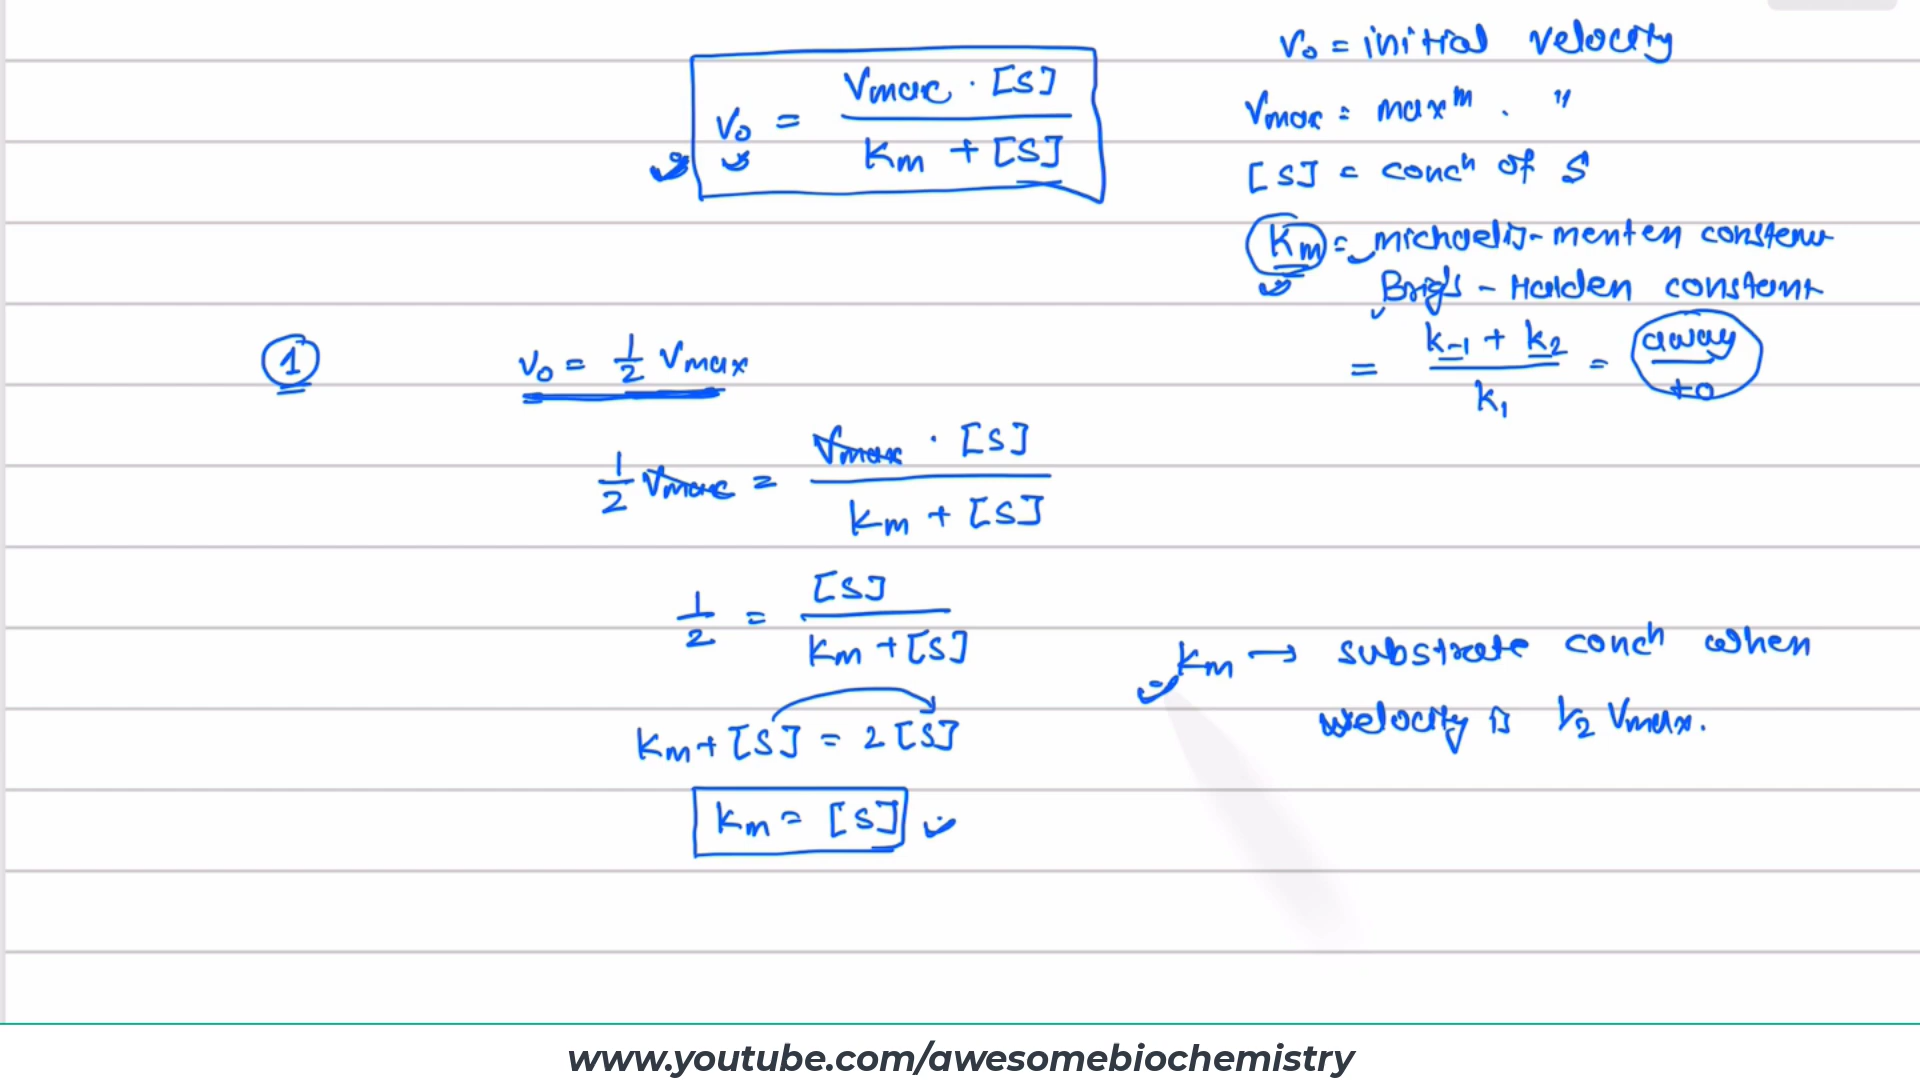 v₀ = Vmax · [S] / Km + [S]
v₀ = initial velocity
Vmax = maxᵐ . "
[S] = concⁿ of S
Km = michaelis-menten constant
Brig's - Halden constant
= k₋₁ + k₂ / k₁ = away / to
1
v₀ = 1/2 Vmax
1/2 Vmax = Vmax · [S] / Km + [S]
1/2 = [S] / Km + [S]
Km + [S] = 2 [S]
Km = [S]
Km → substrate concⁿ when
velocity is 1/2 Vmax.
www.youtube.com/awesomebiochemistry